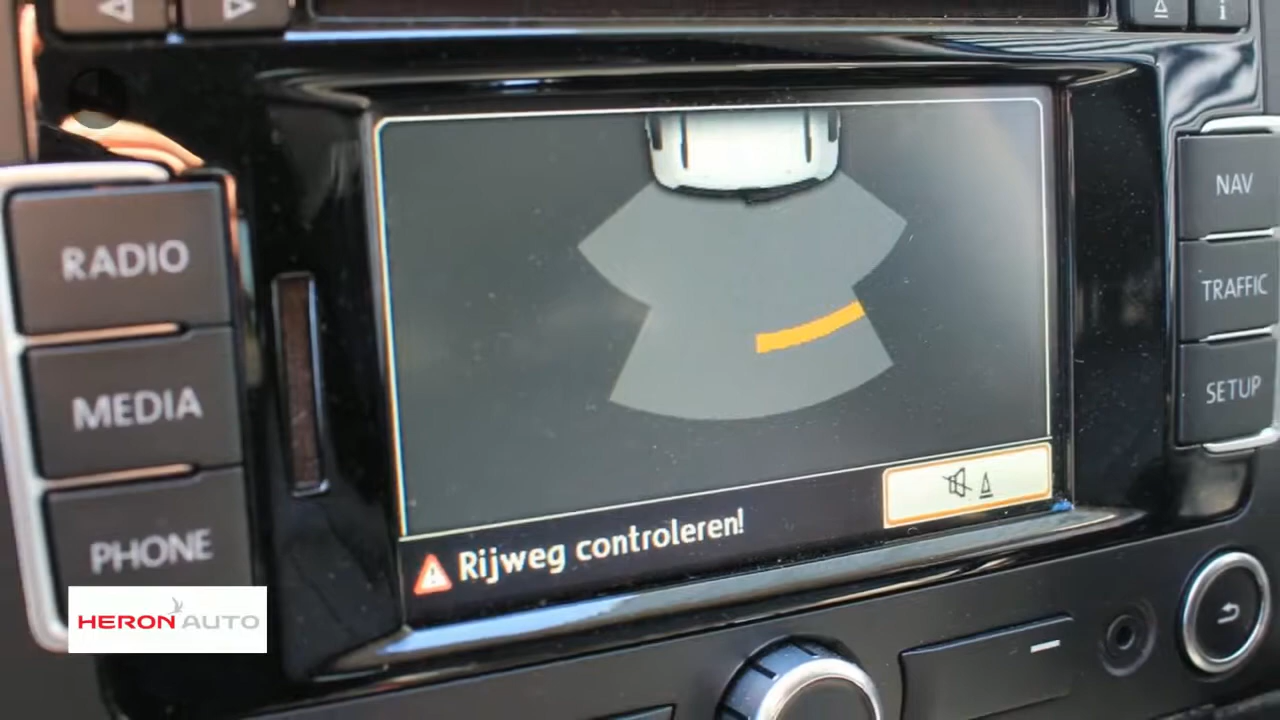 RADIO
MEDIA
PHONE
NAV
TRAFFIC
SETUP
Rijweg controleren!
HERON AUTO